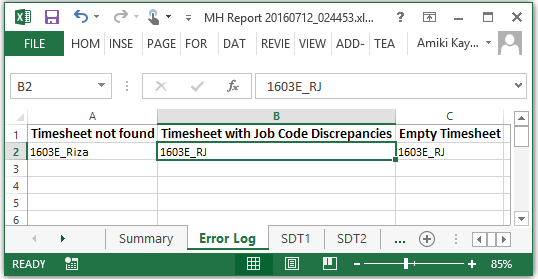 MH Report 20160712_024453.xl...
? 
FILE HOM INSE PAGE FOR DAT REVIE VIEW ADD- TEA Amiki Kay...
B2 fx 1603E_RJ
A B C
1 Timesheet not found Timesheet with Job Code Discrepancies Empty Timesheet
2 1603E_Riza 1603E_RJ 1603E_RJ
3
4
5
6
... Summary Error Log SDT1 SDT2 ...
READY 85%